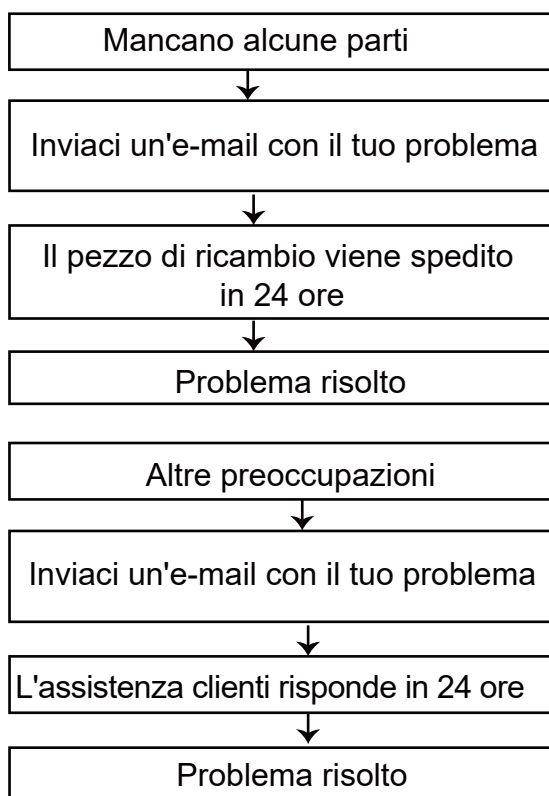 Mancano alcune parti
Inviaci un'e-mail con il tuo problema
Il pezzo di ricambio viene spedito
in 24 ore
Problema risolto
Altre preoccupazioni
Inviaci un'e-mail con il tuo problema
L'assistenza clienti risponde in 24 ore
Problema risolto